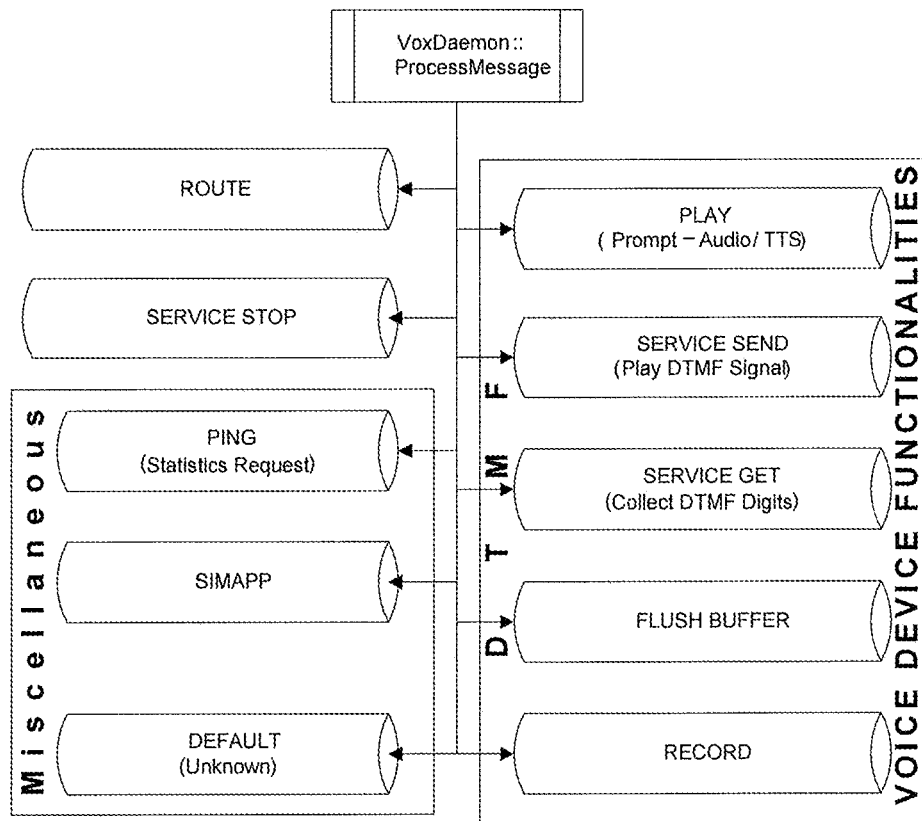 VoxDaemon::
ProcessMessage
ROUTE
SERVICE STOP
Miscellaneous
PING
(Statistics Request)
SIMAPP
DEFAULT
(Unknown)
VOICE DEVICE FUNCTIONALITIES
DTMF
PLAY
( Prompt – Audio/ TTS)
SERVICE SEND
(Play DTMF Signal)
SERVICE GET
(Collect DTMF Digits)
FLUSH BUFFER
RECORD